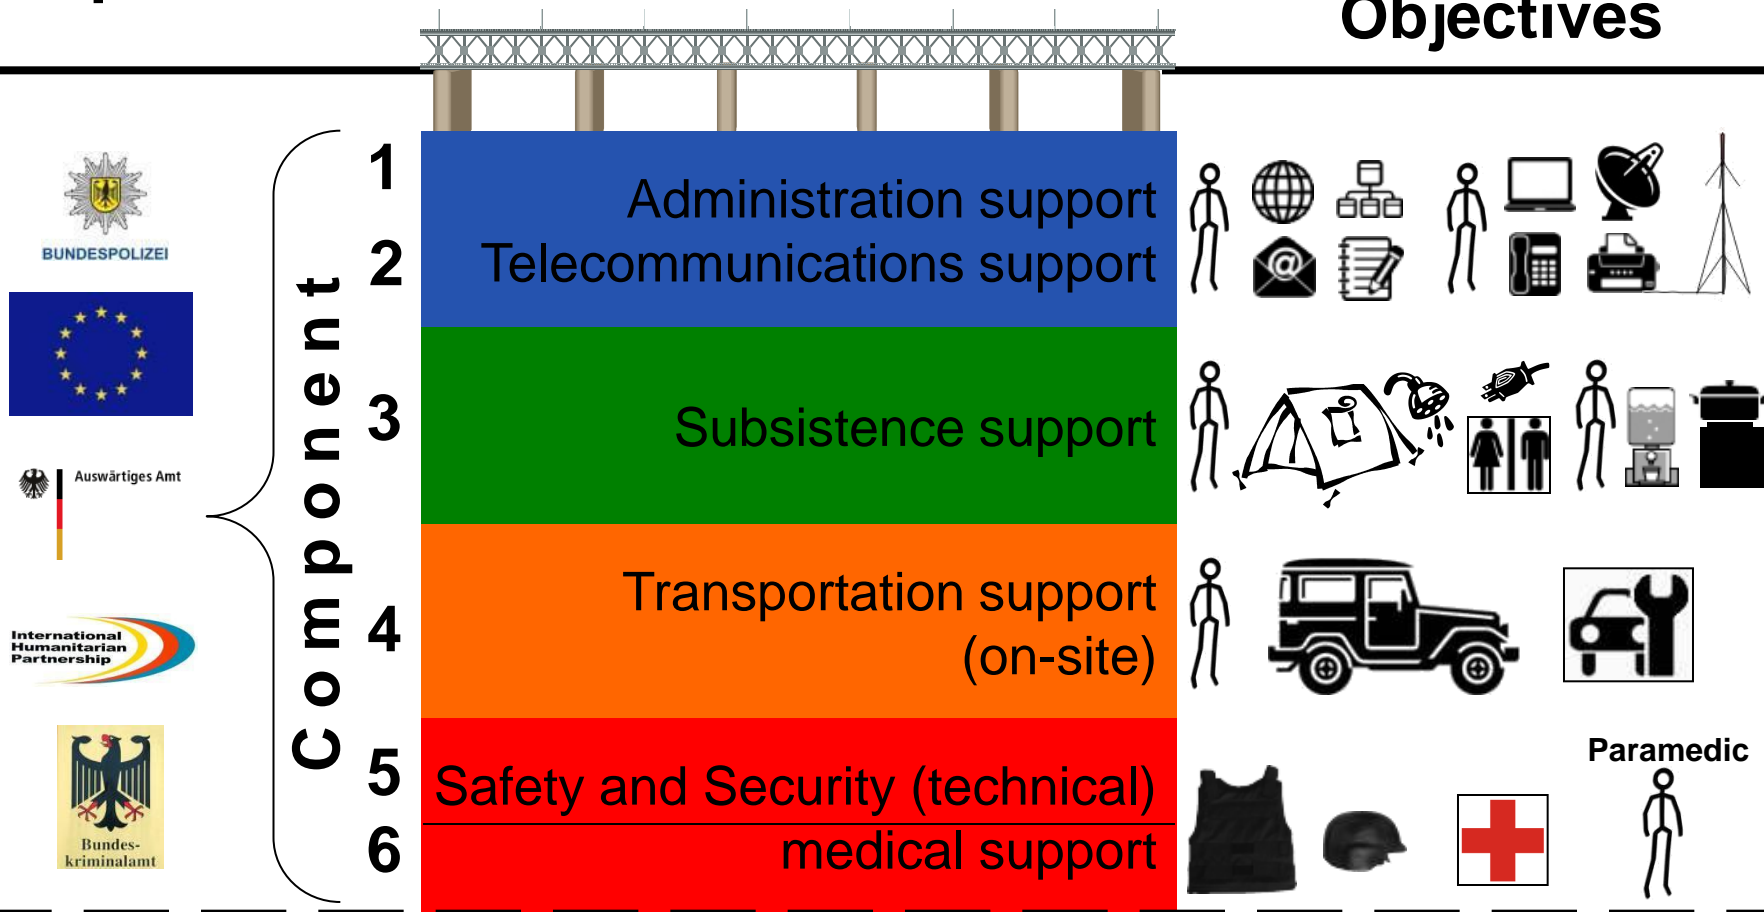 Objectives
BUNDESPOLIZEI
Auswärtiges Amt
International
Humanitarian
Partnership
Bundes-
kriminalamt
Component
1
Administration support
2
Telecommunications support
3
Subsistence support
4
Transportation support
(on-site)
5
Safety and Security (technical)
6
medical support
@
Paramedic